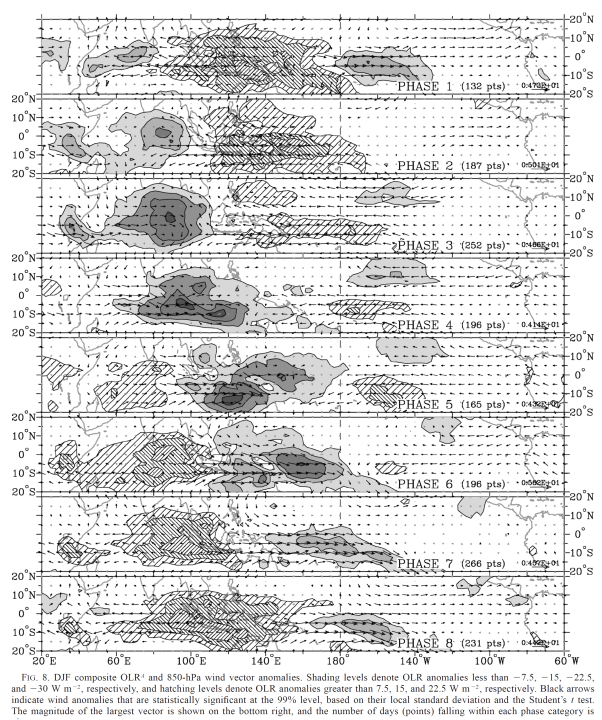 20°N
10°N
0°
10°S
PHASE 1 (132 pts)
20°S
20°N
10°N
0°
10°S
PHASE 2 (187 pts) 0.501E+01
20°S
20°N
10°N
0°
10°S
PHASE 3 (252 pts)
20°S
20°N
10°N
0°
10°S
PHASE 4 (196 pts) 0.414E+01
20°S
20°N
10°N
0°
10°S
PHASE 5 (165 pts)
20°S
20°N
10°N
0°
10°S
PHASE 6 (196 pts)
20°S
20°N
10°N
0°
10°S
PHASE 7 (266 pts)
20°S
20°N
10°N
0°
10°S
PHASE 8 (231 pts)
20°S
20°E 60°E 100°E 140°E 180° 140°W 100°W 60°W
FIG. 8. DJF composite OLR and 850-hPa wind vector anomalies. Shading levels denote OLR anomalies less than −7.5, −15, −22.5,
and −30 W m⁻², respectively, and hatching levels denote OLR anomalies greater than 7.5, 15, and 22.5 W m⁻², respectively. Black arrows
indicate wind anomalies that are statistically significant at the 99% level, based on their local standard deviation and the Student's t test.
The magnitude of the largest vector is shown on the bottom right, and the number of days (points) falling within each phase category is